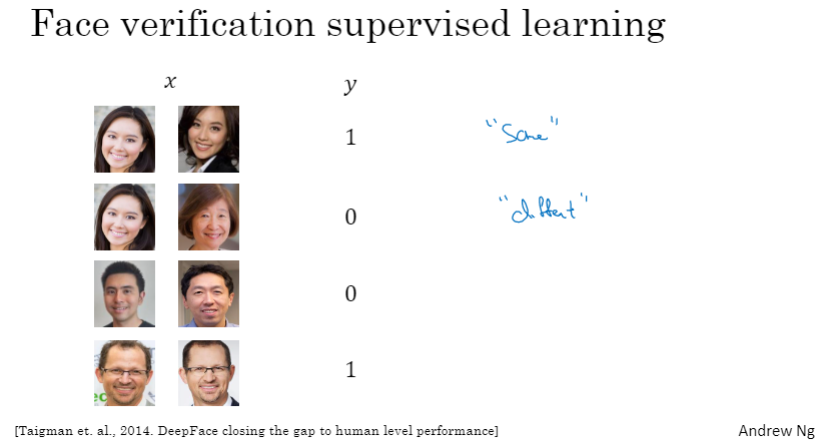 Face verification supervised learning
x y
1 "Same"
0 "different"
0
1
[Taigman et. al., 2014. DeepFace closing the gap to human level performance] Andrew Ng